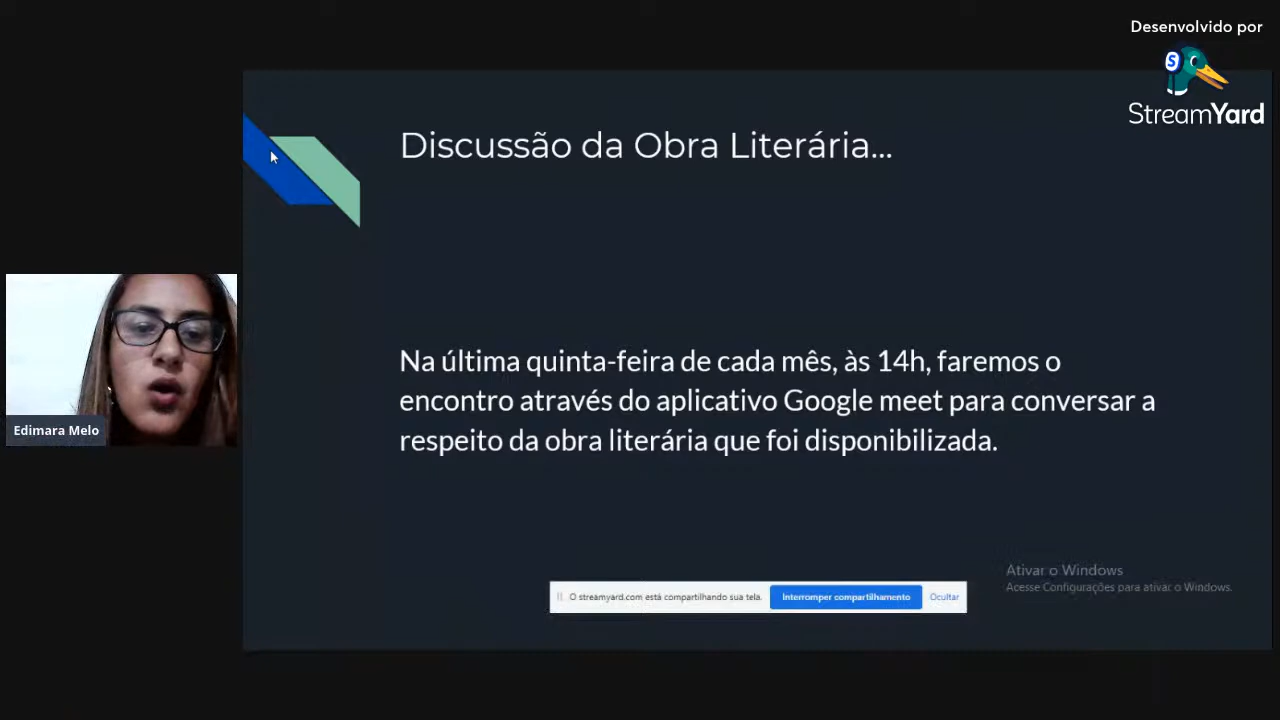 Desenvolvido por
StreamYard
Discussão da Obra Literária...
Na última quinta-feira de cada mês, às 14h, faremos o
encontro através do aplicativo Google meet para conversar a
respeito da obra literária que foi disponibilizada.
Edimara Melo
Ativar o Windows
Acesse Configurações para ativar o Windows.
O streamyard.com está compartilhando sua tela.
Interromper compartilhamento
Ocultar